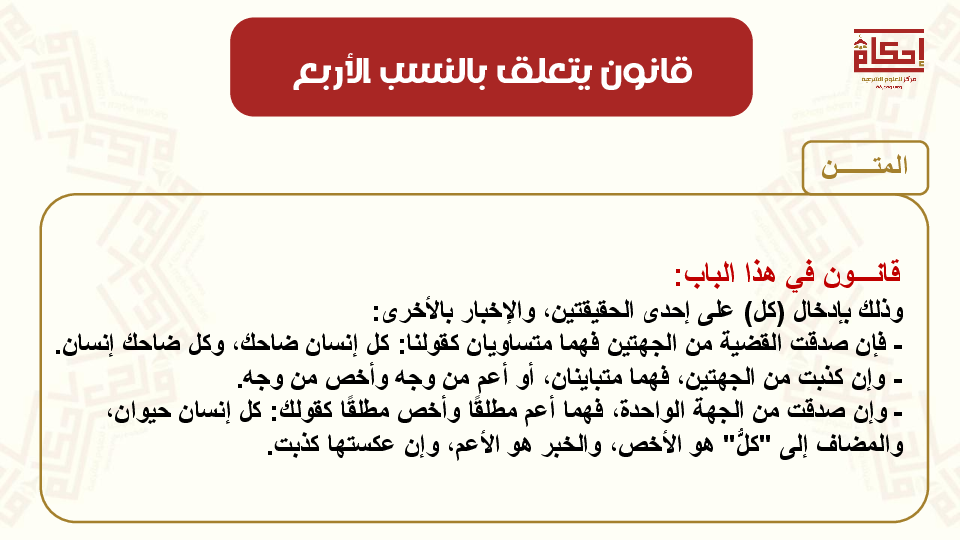 قانون يتعلق بالنسب الأربع
إحكام
مركز للعلوم الشرعية
المتـــــن
قانـــون في هذا الباب:
وذلك بإدخال (كل) على إحدى الحقيقتين، والإخبار بالأخرى:
- فإن صدقت القضية من الجهتين فهما متساويان كقولنا: كل إنسان ضاحك، وكل ضاحك إنسان.
- وإن كذبت من الجهتين، فهما متباينان، أو أعم من وجه وأخص من وجه.
- وإن صدقت من الجهة الواحدة، فهما أعم مطلقًا وأخص مطلقًا كقولك: كل إنسان حيوان،
والمضاف إلى "كلُّ" هو الأخص، والخبر هو الأعم، وإن عكستها كذبت.